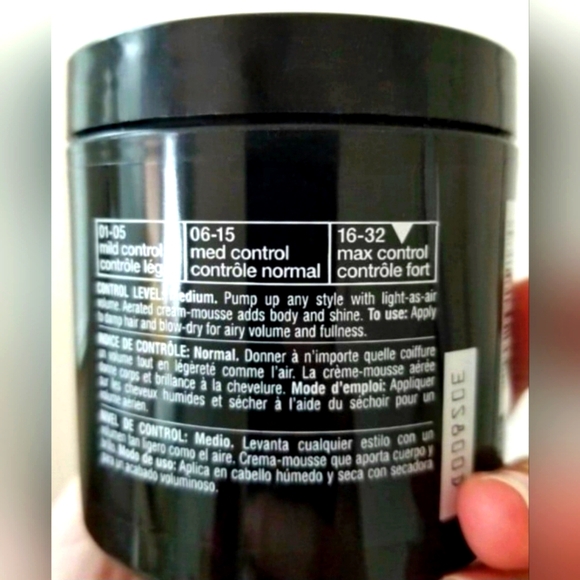 01-05
mild control
contrôle lég
06-15
med control
contrôle normal
16-32
max control
contrôle fort
CONTROL LEVEL: Medium. Pump up any style with light-as-air
volume. Aerated cream-mousse adds body and shine. To use: Apply
to damp hair and blow-dry for airy volume and fullness.
INDICE DE CONTRÔLE: Normal. Donner à n'importe quelle coiffure
un volume tout en légèreté comme l'air. La crème-mousse aérée
donne corps et brillance à la chevelure. Mode d'emploi: Appliquer
sur les cheveux humides et sécher à l'aide du séchoir pour un
volume aérien.
NIVEL DE CONTROL: Medio. Levanta cualquier estilo con un
volumen tan ligero como el aire. Crema-mousse que aporta cuerpo y
brillo. Modo de uso: Aplica en cabello húmedo y seca con secadora
para un acabado voluminoso.